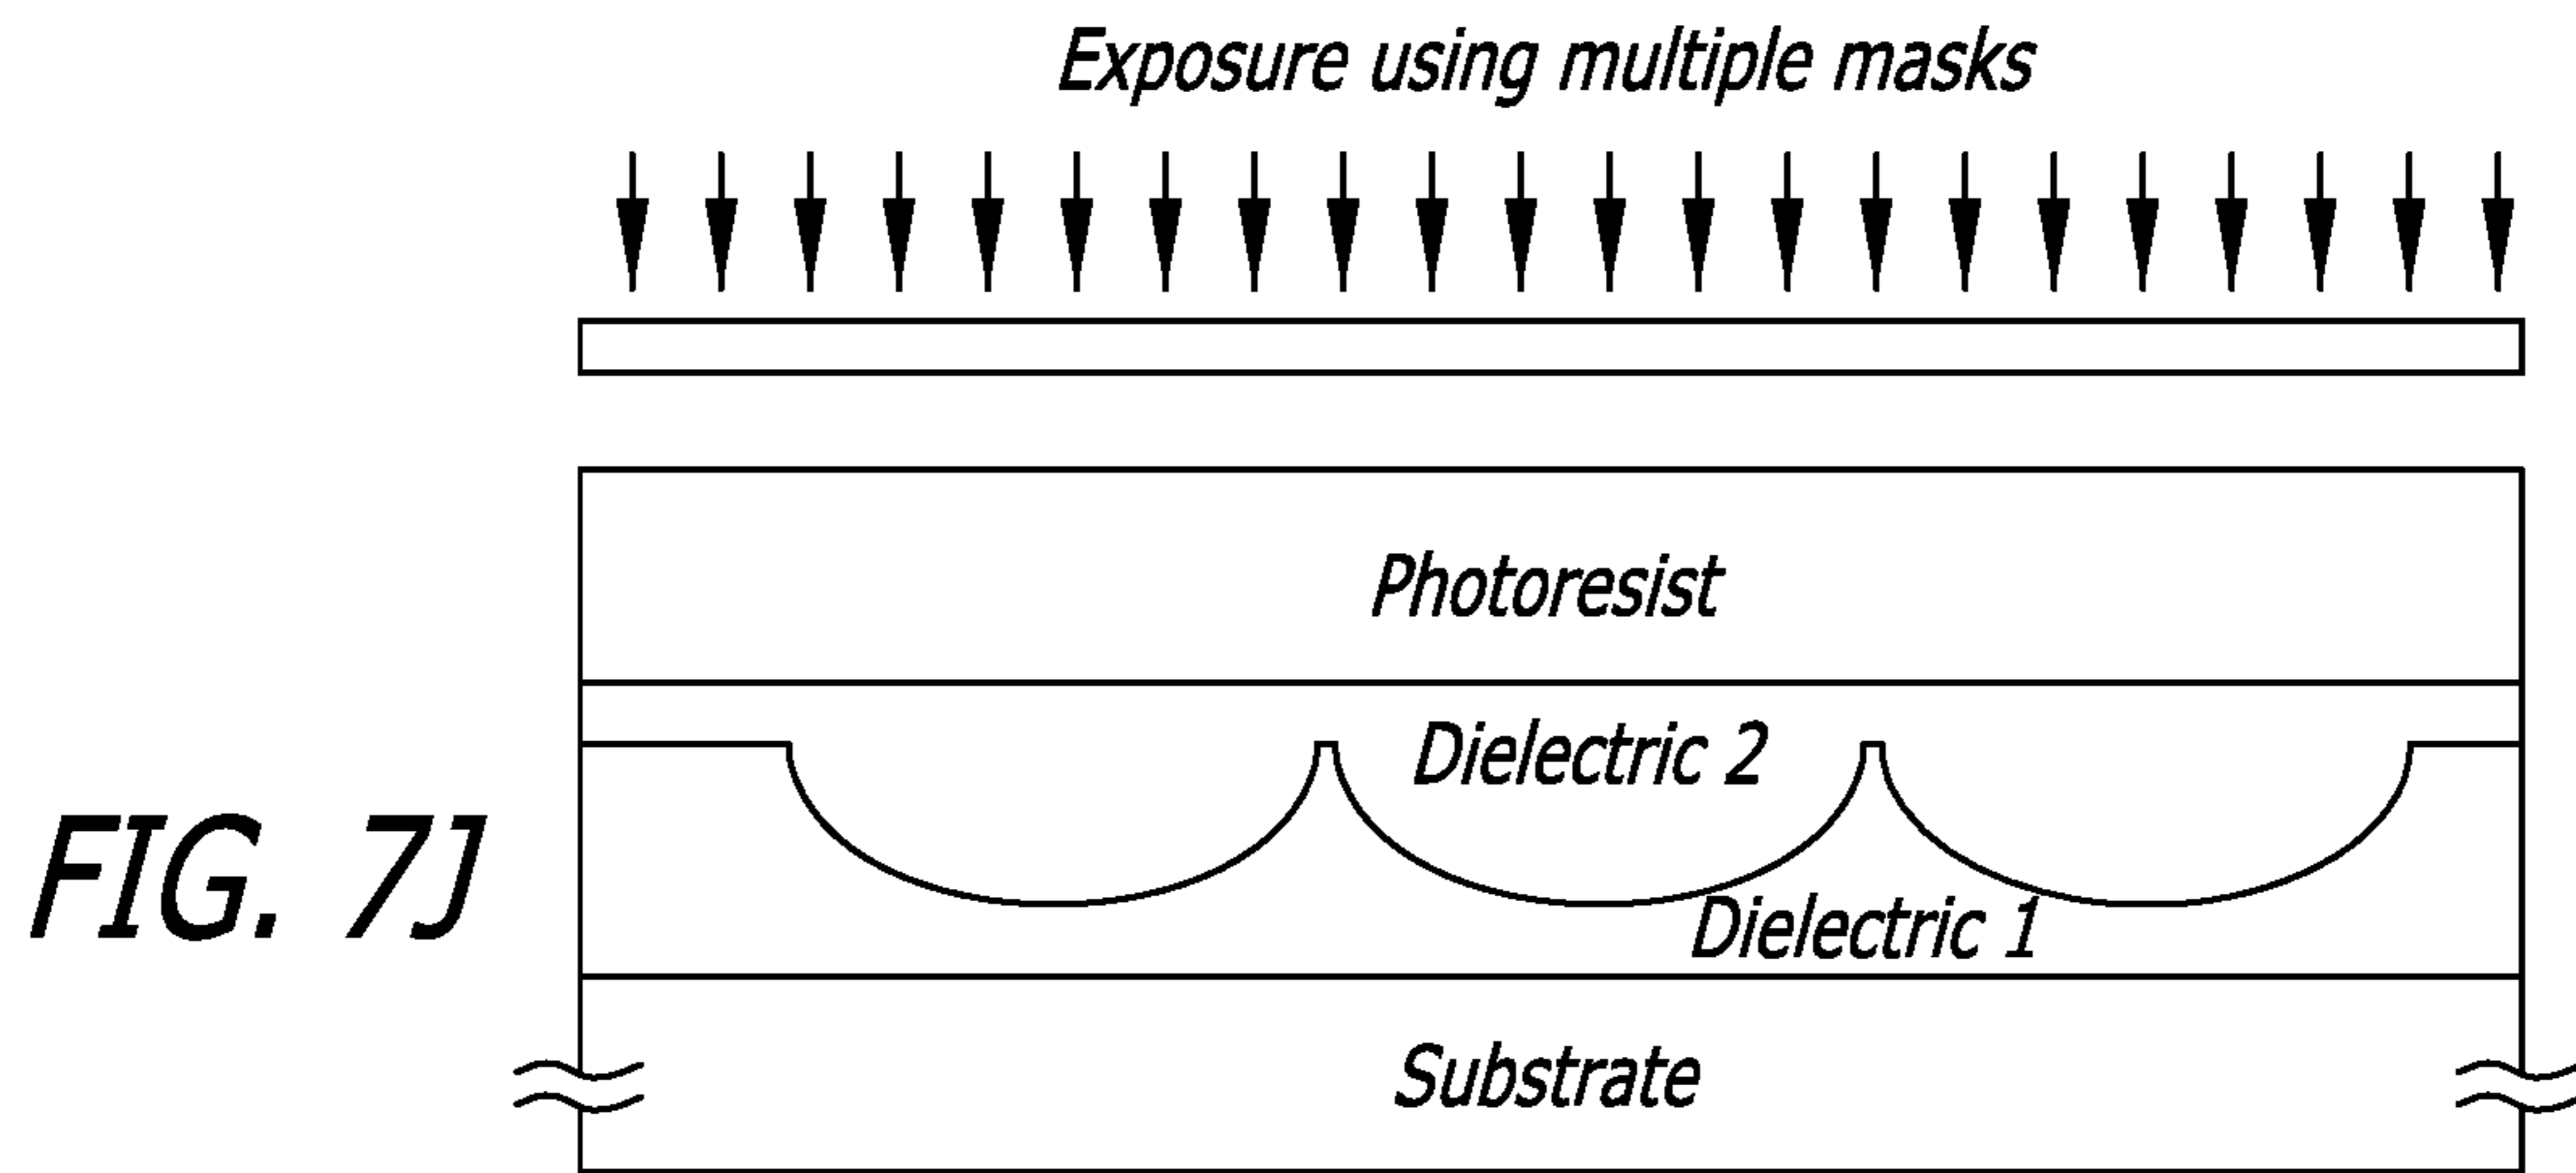 Exposure using multiple masks
Photoresist
Dielectric 2
FIG. 7J
Dielectric 1
Substrate